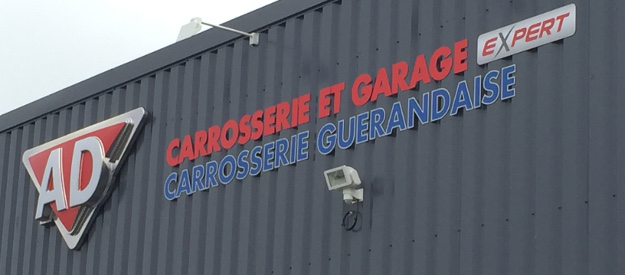 AD
CARROSSERIE ET GARAGE EXPERT
CARROSSERIE GUERANDAISE